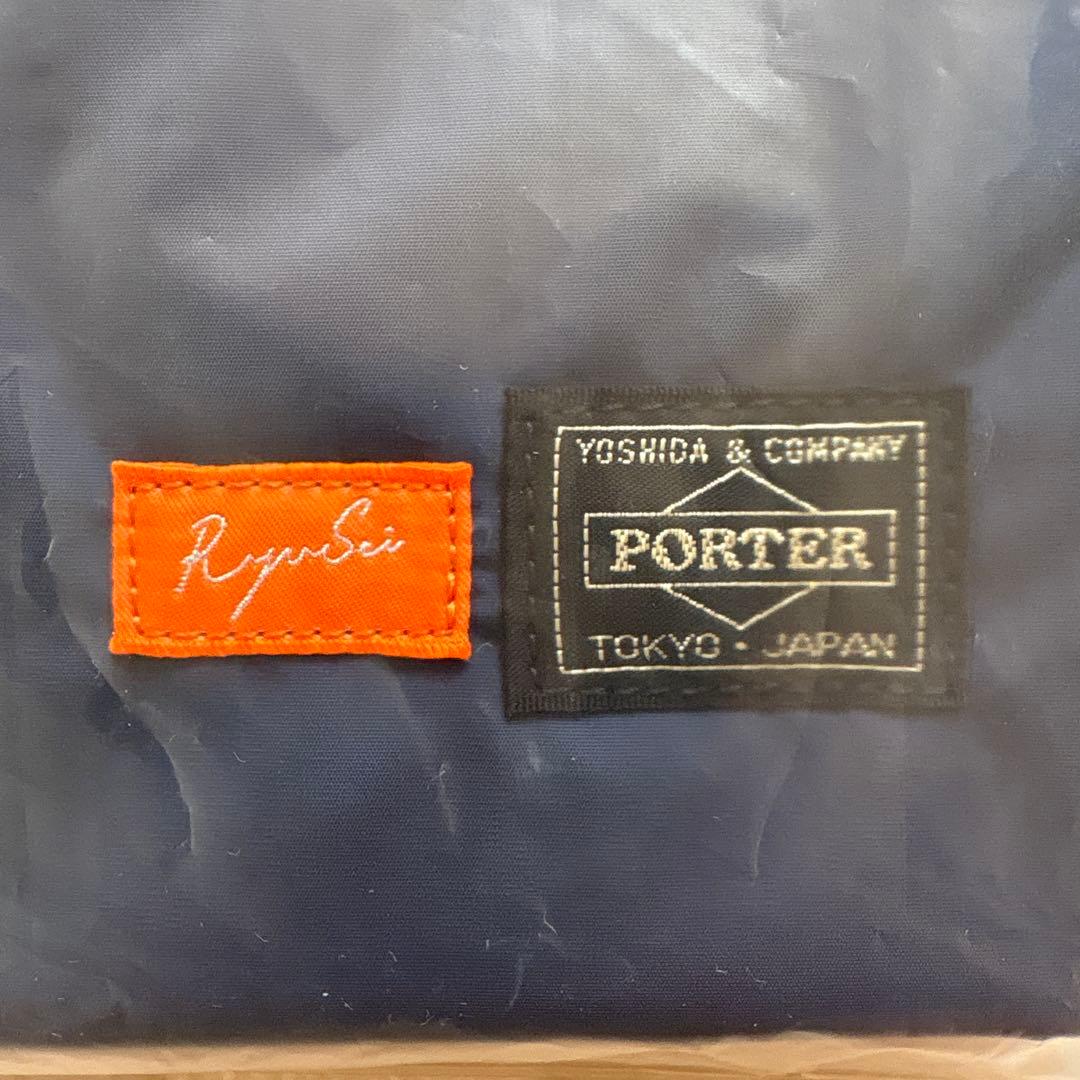 RyuSei
YOSHIDA & COMPANY
PORTER
TOKYO・JAPAN